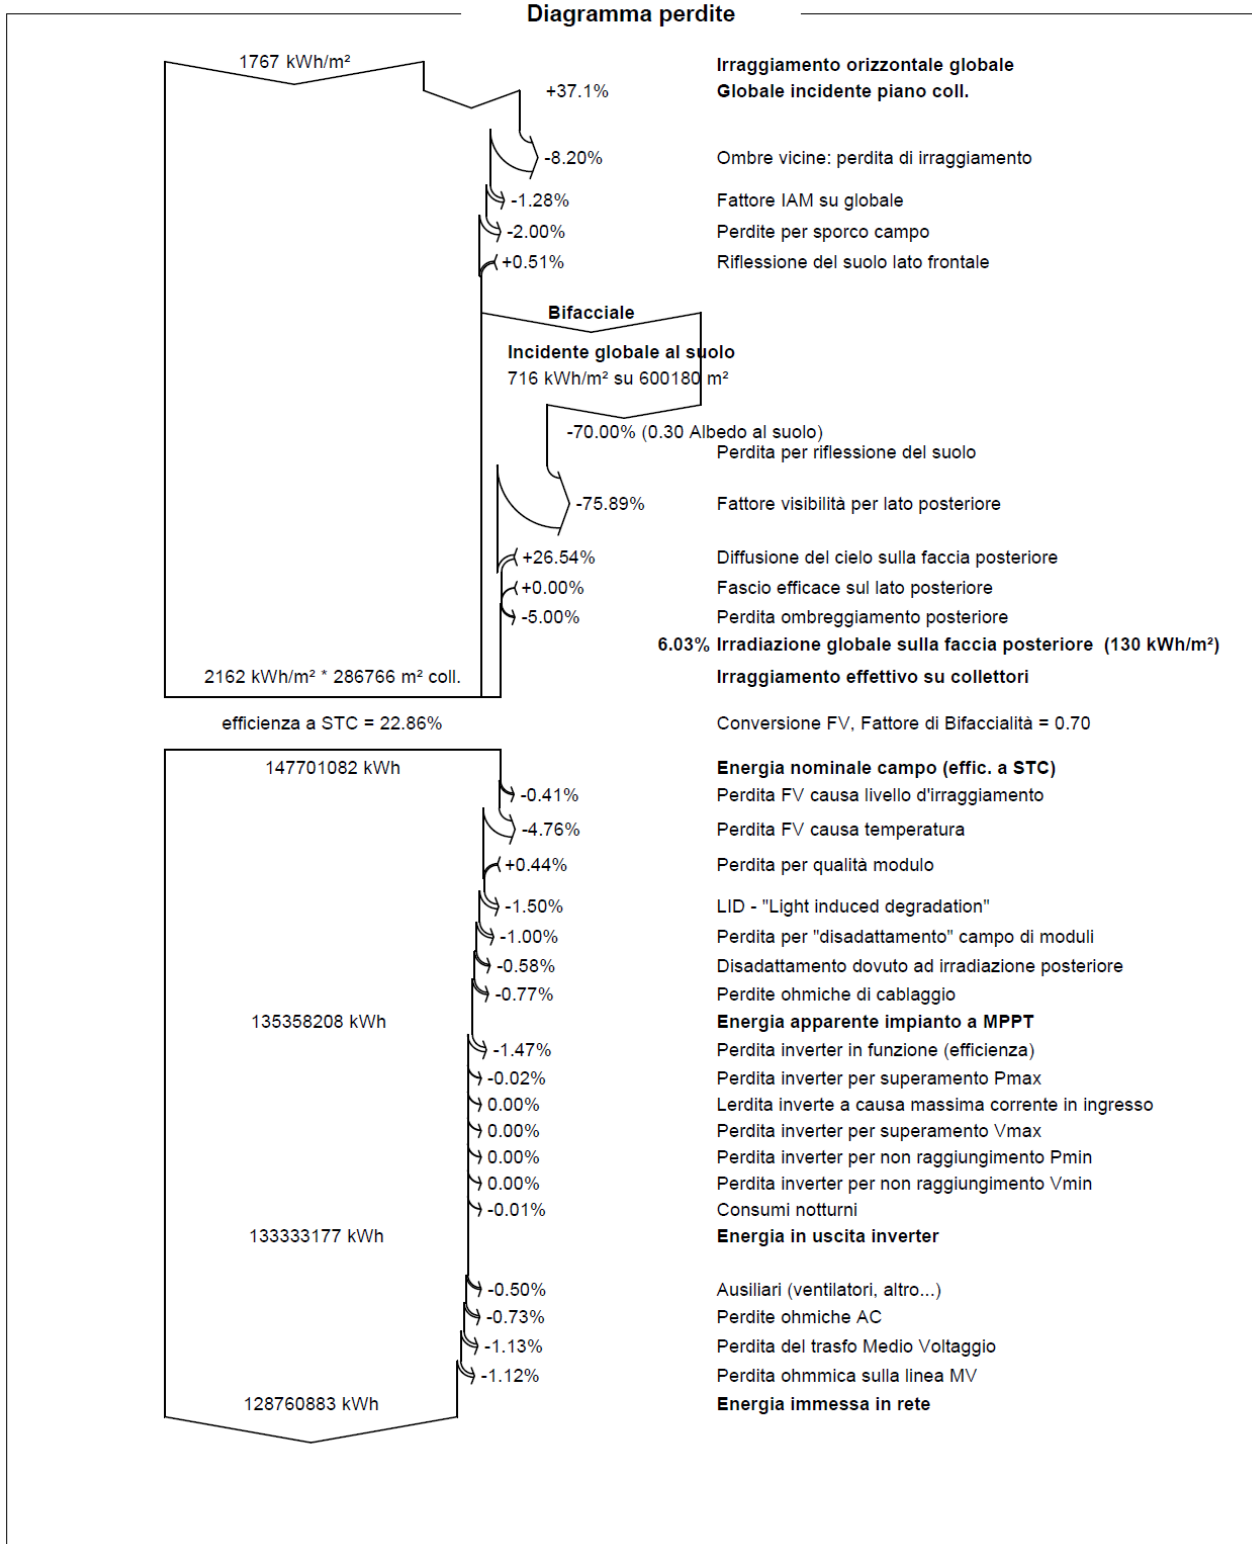 Diagramma perdite
1767 kWh/m² Irraggiamento orizzontale globale
+37.1% Globale incidente piano coll.
-8.20% Ombre vicine: perdita di irraggiamento
-1.28% Fattore IAM su globale
-2.00% Perdite per sporco campo
+0.51% Riflessione del suolo lato frontale
Bifacciale
Incidente globale al suolo
716 kWh/m² su 600180 m²
-70.00% (0.30 Albedo al suolo)
Perdita per riflessione del suolo
-75.89% Fattore visibilità per lato posteriore
+26.54% Diffusione del cielo sulla faccia posteriore
+0.00% Fascio efficace sul lato posteriore
-5.00% Perdita ombreggiamento posteriore
6.03% Irradiazione globale sulla faccia posteriore (130 kWh/m²)
2162 kWh/m² * 286766 m² coll. Irraggiamento effettivo su collettori
efficienza a STC = 22.86% Conversione FV, Fattore di Bifaccialità = 0.70
147701082 kWh Energia nominale campo (effic. a STC)
-0.41% Perdita FV causa livello d'irraggiamento
-4.76% Perdita FV causa temperatura
+0.44% Perdita per qualità modulo
-1.50% LID - "Light induced degradation"
-1.00% Perdita per "disadattamento" campo di moduli
-0.58% Disadattamento dovuto ad irradiazione posteriore
-0.77% Perdite ohmiche di cablaggio
135358208 kWh Energia apparente impianto a MPPT
-1.47% Perdita inverter in funzione (efficienza)
-0.02% Perdita inverter per superamento Pmax
0.00% Lerdita inverte a causa massima corrente in ingresso
0.00% Perdita inverter per superamento Vmax
0.00% Perdita inverter per non raggiungimento Pmin
0.00% Perdita inverter per non raggiungimento Vmin
-0.01% Consumi notturni
133333177 kWh Energia in uscita inverter
-0.50% Ausiliari (ventilatori, altro...)
-0.73% Perdite ohmiche AC
-1.13% Perdita del trasfo Medio Voltaggio
-1.12% Perdita ohmmica sulla linea MV
128760883 kWh Energia immessa in rete